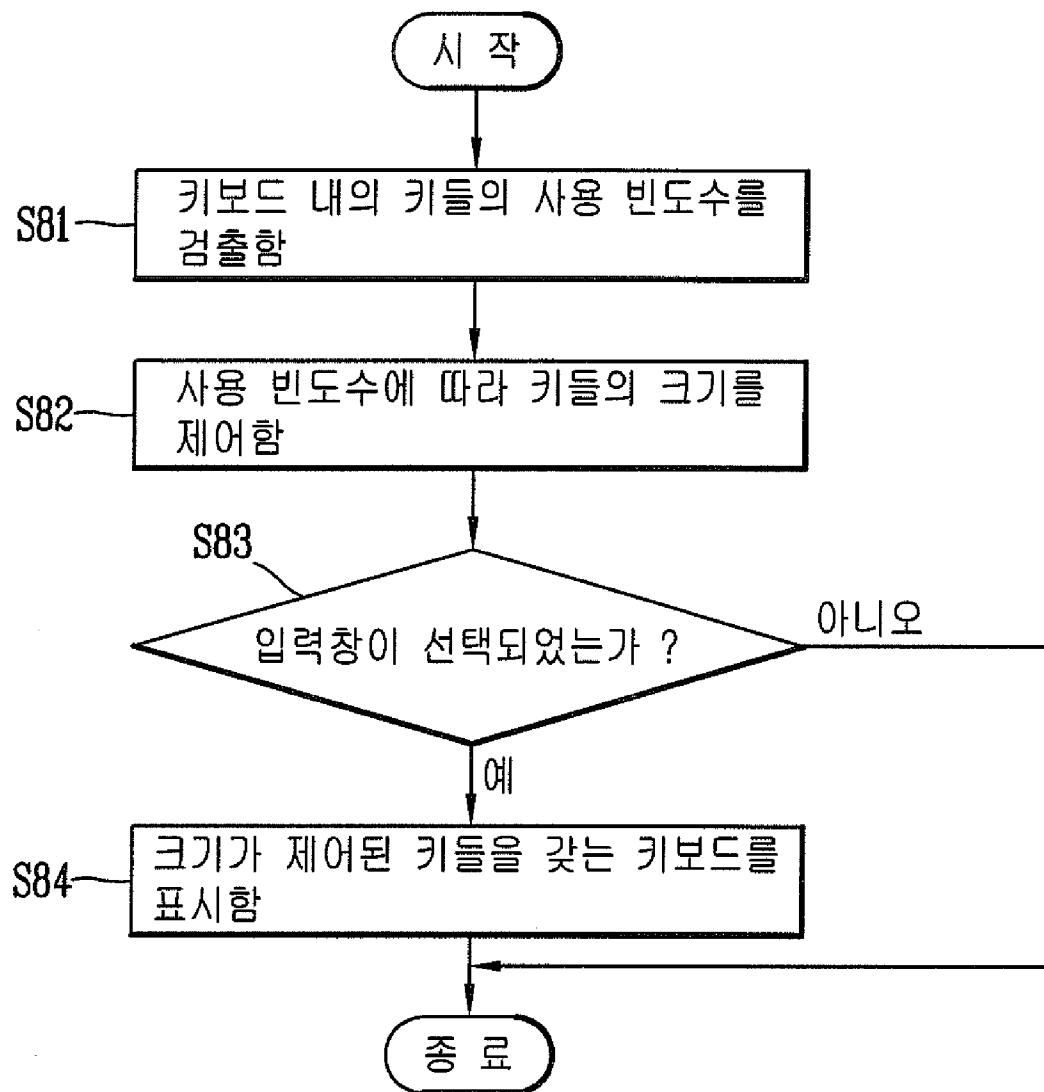 시 작
S81
키보드 내의 키들의 사용 빈도수를
검출함
S82
사용 빈도수에 따라 키들의 크기를
제어함
S83
입력창이 선택되었는가 ?
아니오
예
S84
크기가 제어된 키들을 갖는 키보드를
표시함
종 료